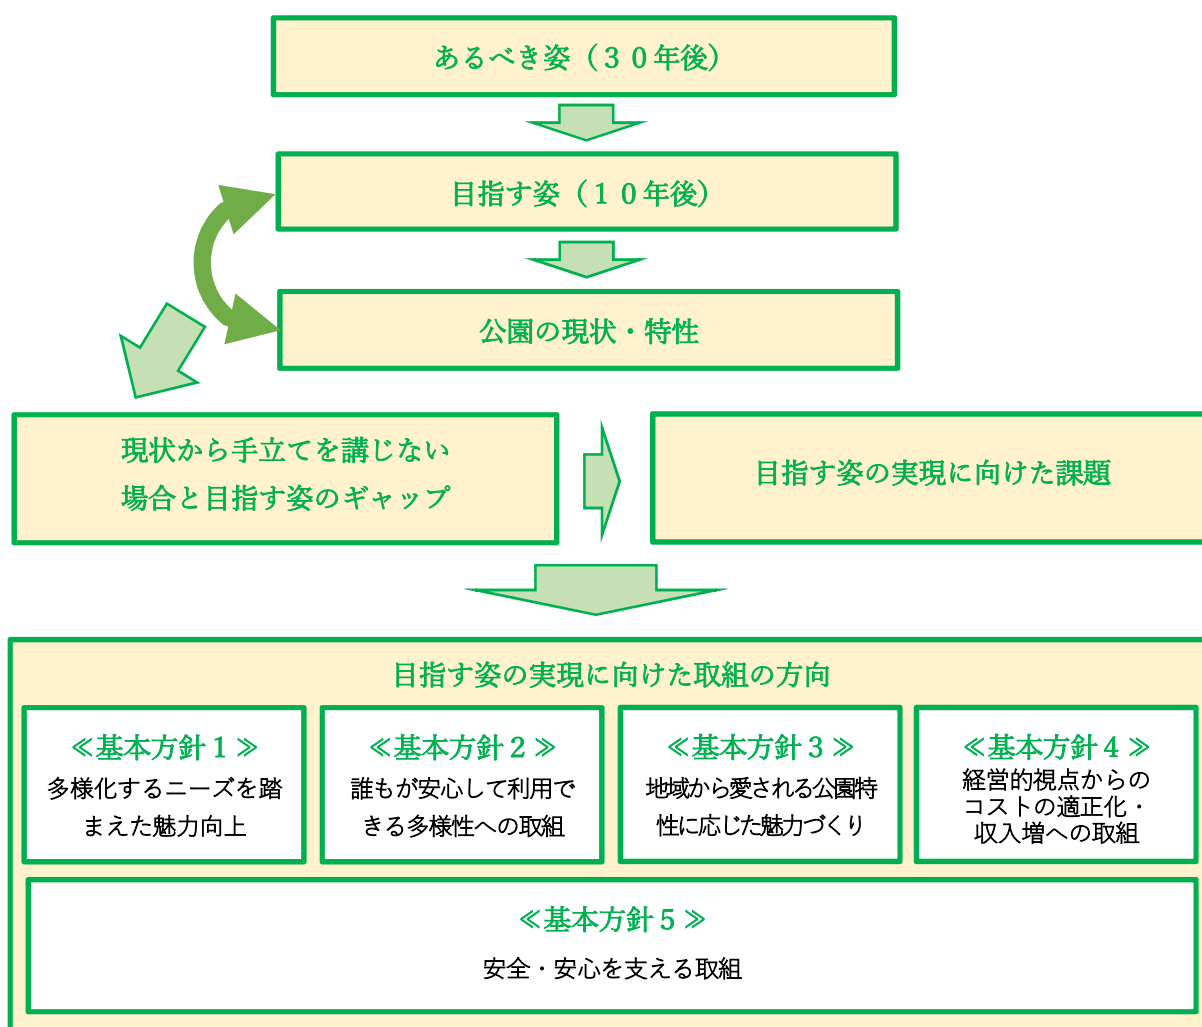 あるべき姿（３０年後）
目指す姿（１０年後）
公園の現状・特性
現状から手立てを講じない
場合と目指す姿のギャップ
目指す姿の実現に向けた課題
目指す姿の実現に向けた取組の方向
≪基本方針１≫
多様化するニーズを踏
まえた魅力向上
≪基本方針２≫
誰もが安心して利用で
きる多様性への取組
≪基本方針３≫
地域から愛される公園特
性に応じた魅力づくり
≪基本方針４≫
経営的視点からの
コストの適正化・
収入増への取組
≪基本方針５≫
安全・安心を支える取組